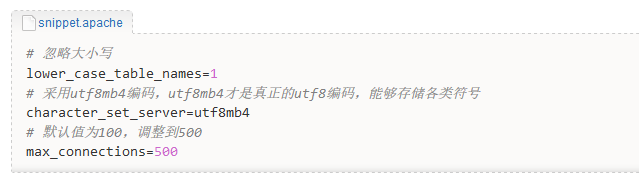 snippet.apache
# 忽略大小写
lower_case_table_names=1
# 采用utf8mb4编码，utf8mb4才是真正的utf8编码，能够存储各类符号
character_set_server=utf8mb4
# 默认值为100，调整到500
max_connections=500